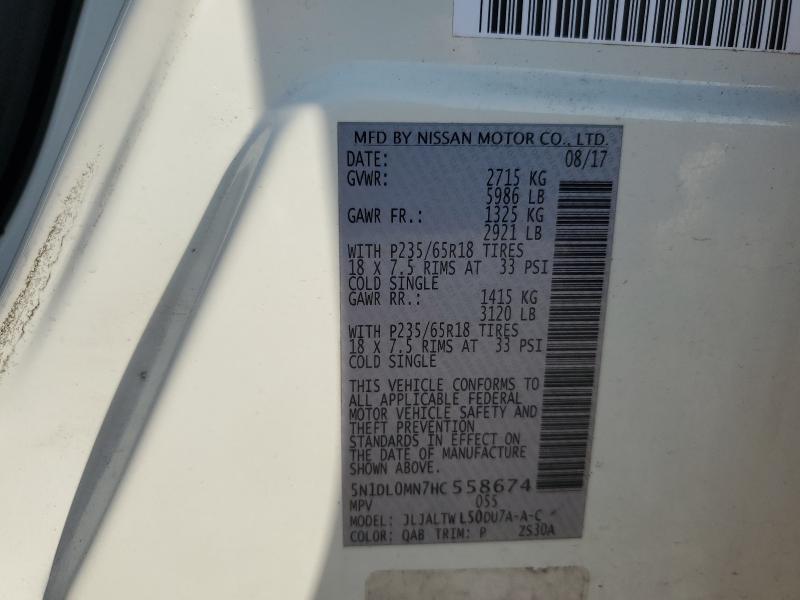 MFD BY NISSAN MOTOR CO., LTD.
DATE: 08/17
GVWR: 2715 KG
5986 LB
GAWR FR.: 1325 KG
2921 LB
WITH P235/65R18 TIRES
18 X 7.5 RIMS AT 33 PSI
COLD SINGLE
GAWR RR.: 1415 KG
3120 LB
WITH P235/65R18 TIRES
18 X 7.5 RIMS AT 33 PSI
COLD SINGLE
THIS VEHICLE CONFORMS TO
ALL APPLICABLE FEDERAL
MOTOR VEHICLE SAFETY AND
THEFT PREVENTION
STANDARDS IN EFFECT ON
THE DATE OF MANUFACTURE
SHOWN ABOVE.
5N1DL0MN7HC558674
MPV 055
MODEL: JLJALTWL50DU7A-A-C
COLOR: QAB TRIM: P ZS30A